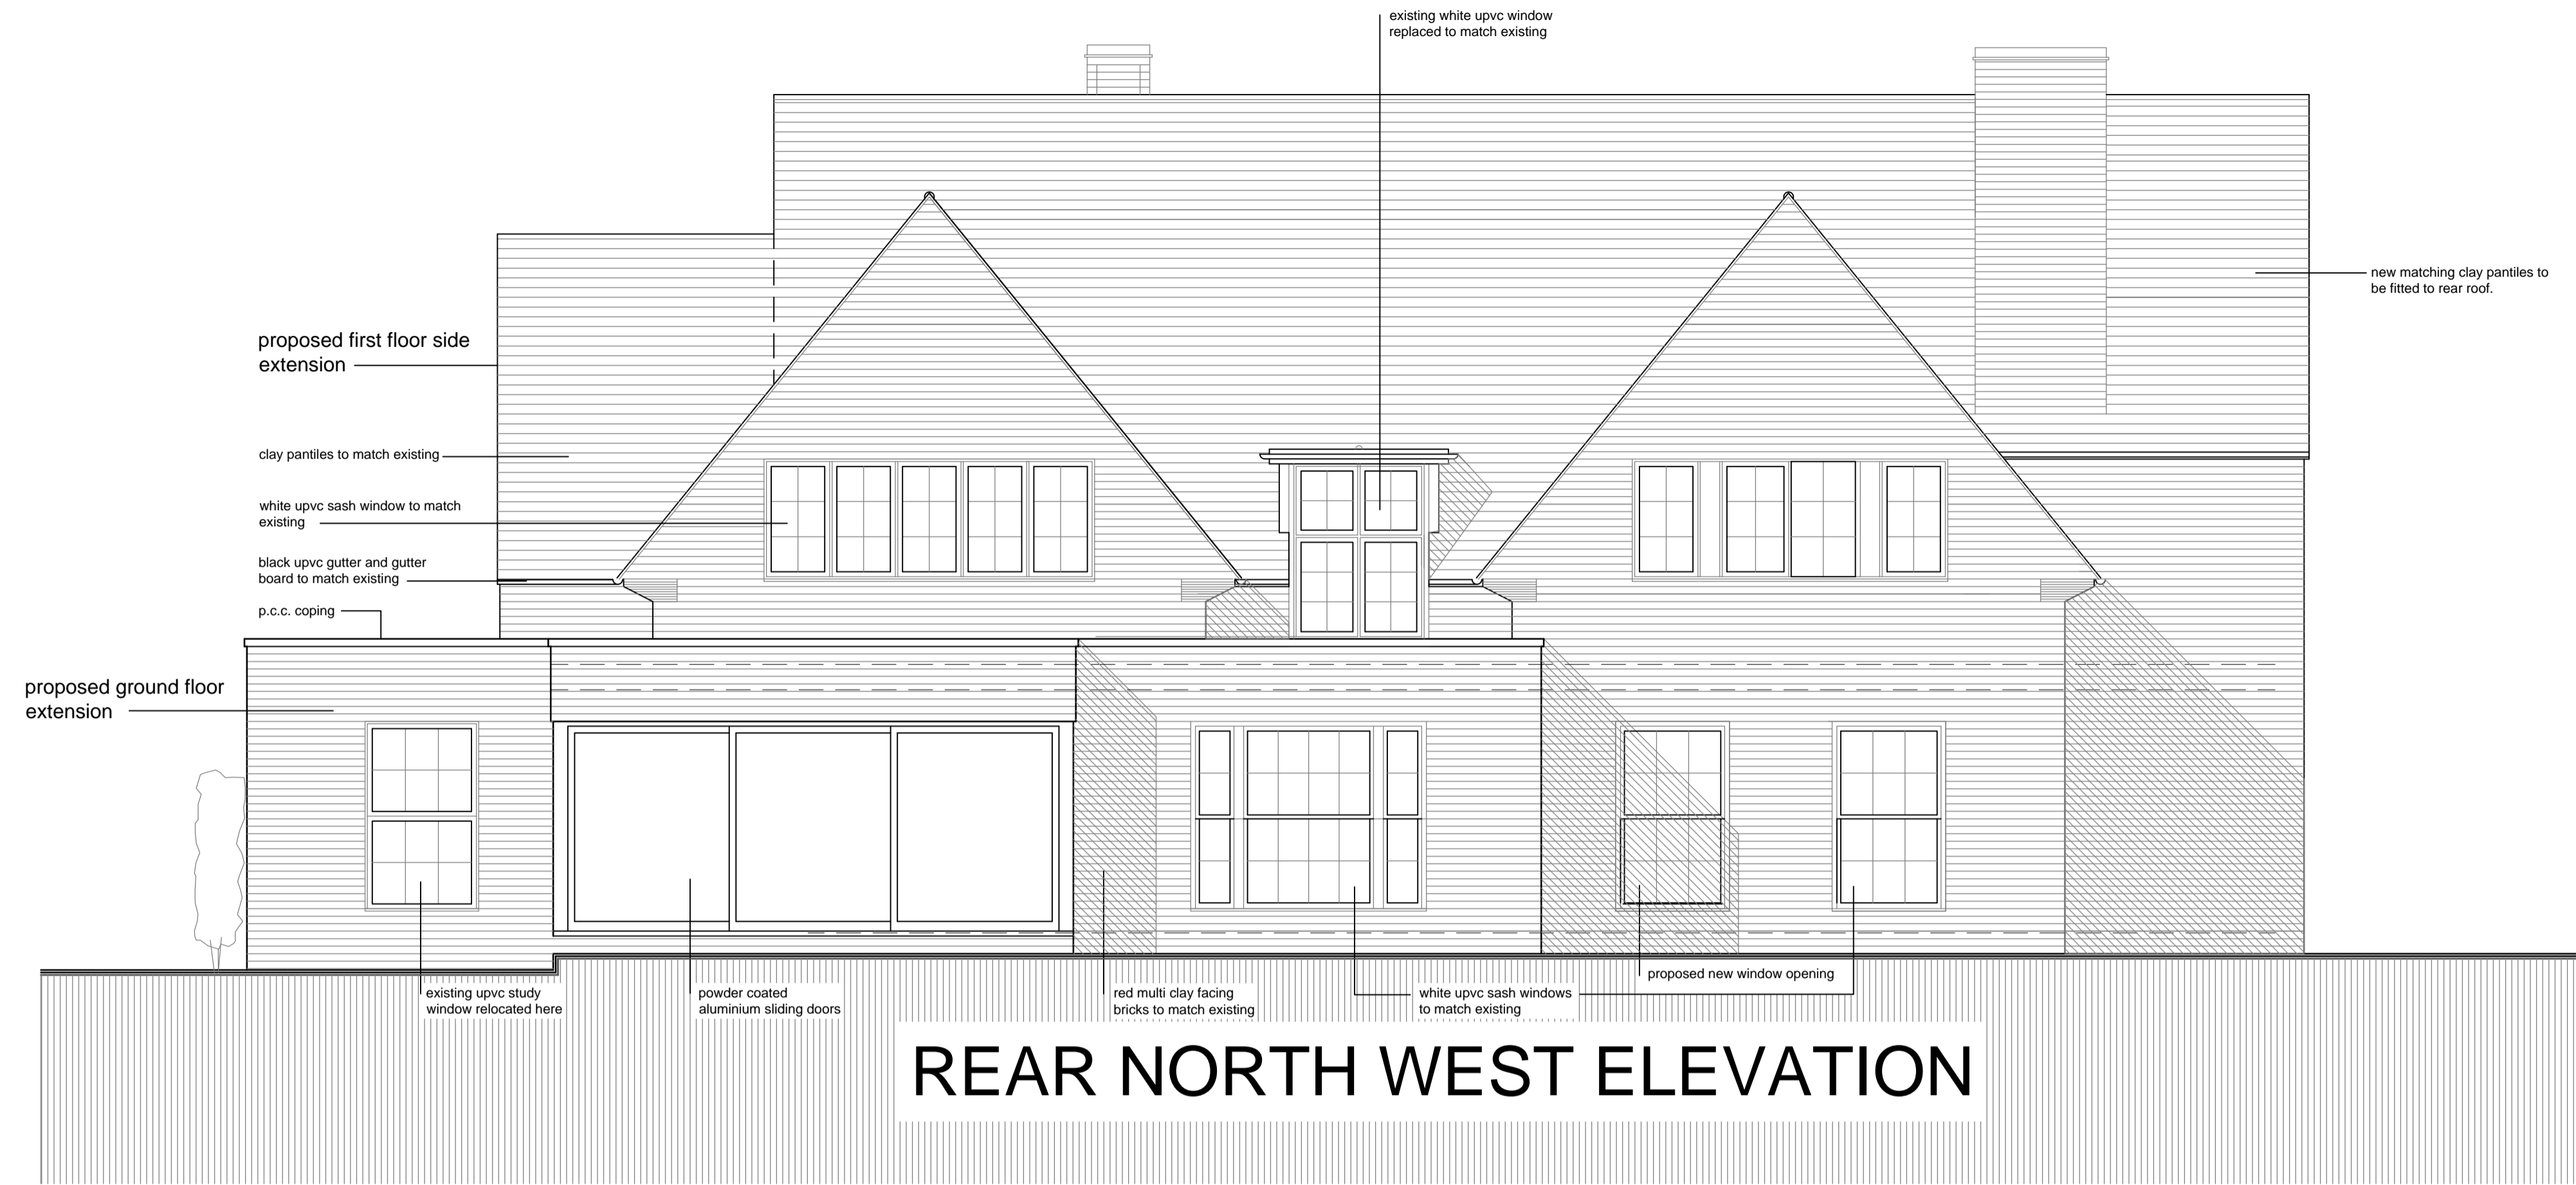 existing white upvc window
replaced to match existing
new matching clay pantiles to
be fitted to rear roof.
proposed first floor side
extension
clay pantiles to match existing
white upvc sash window to match
existing
black upvc gutter and gutter
board to match existing
p.c.c. coping
proposed ground floor
extension
existing upvc study
window relocated here
powder coated
aluminium sliding doors
red multi clay facing
bricks to match existing
white upvc sash windows
to match existing
proposed new window opening
REAR NORTH WEST ELEVATION